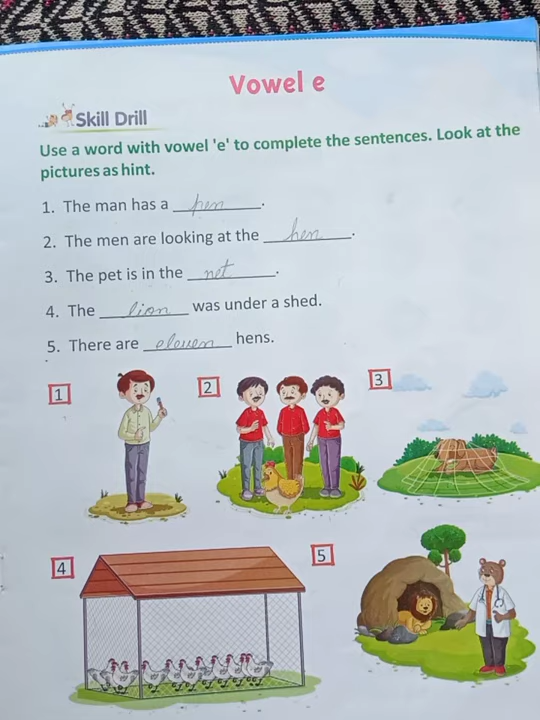 Vowel e
Skill Drill
Use a word with vowel 'e' to complete the sentences. Look at the
pictures as hint.
1. The man has a pen.
2. The men are looking at the hen.
3. The pet is in the net.
4. The lion was under a shed.
5. There are eleven hens.
1
2
3
4
5